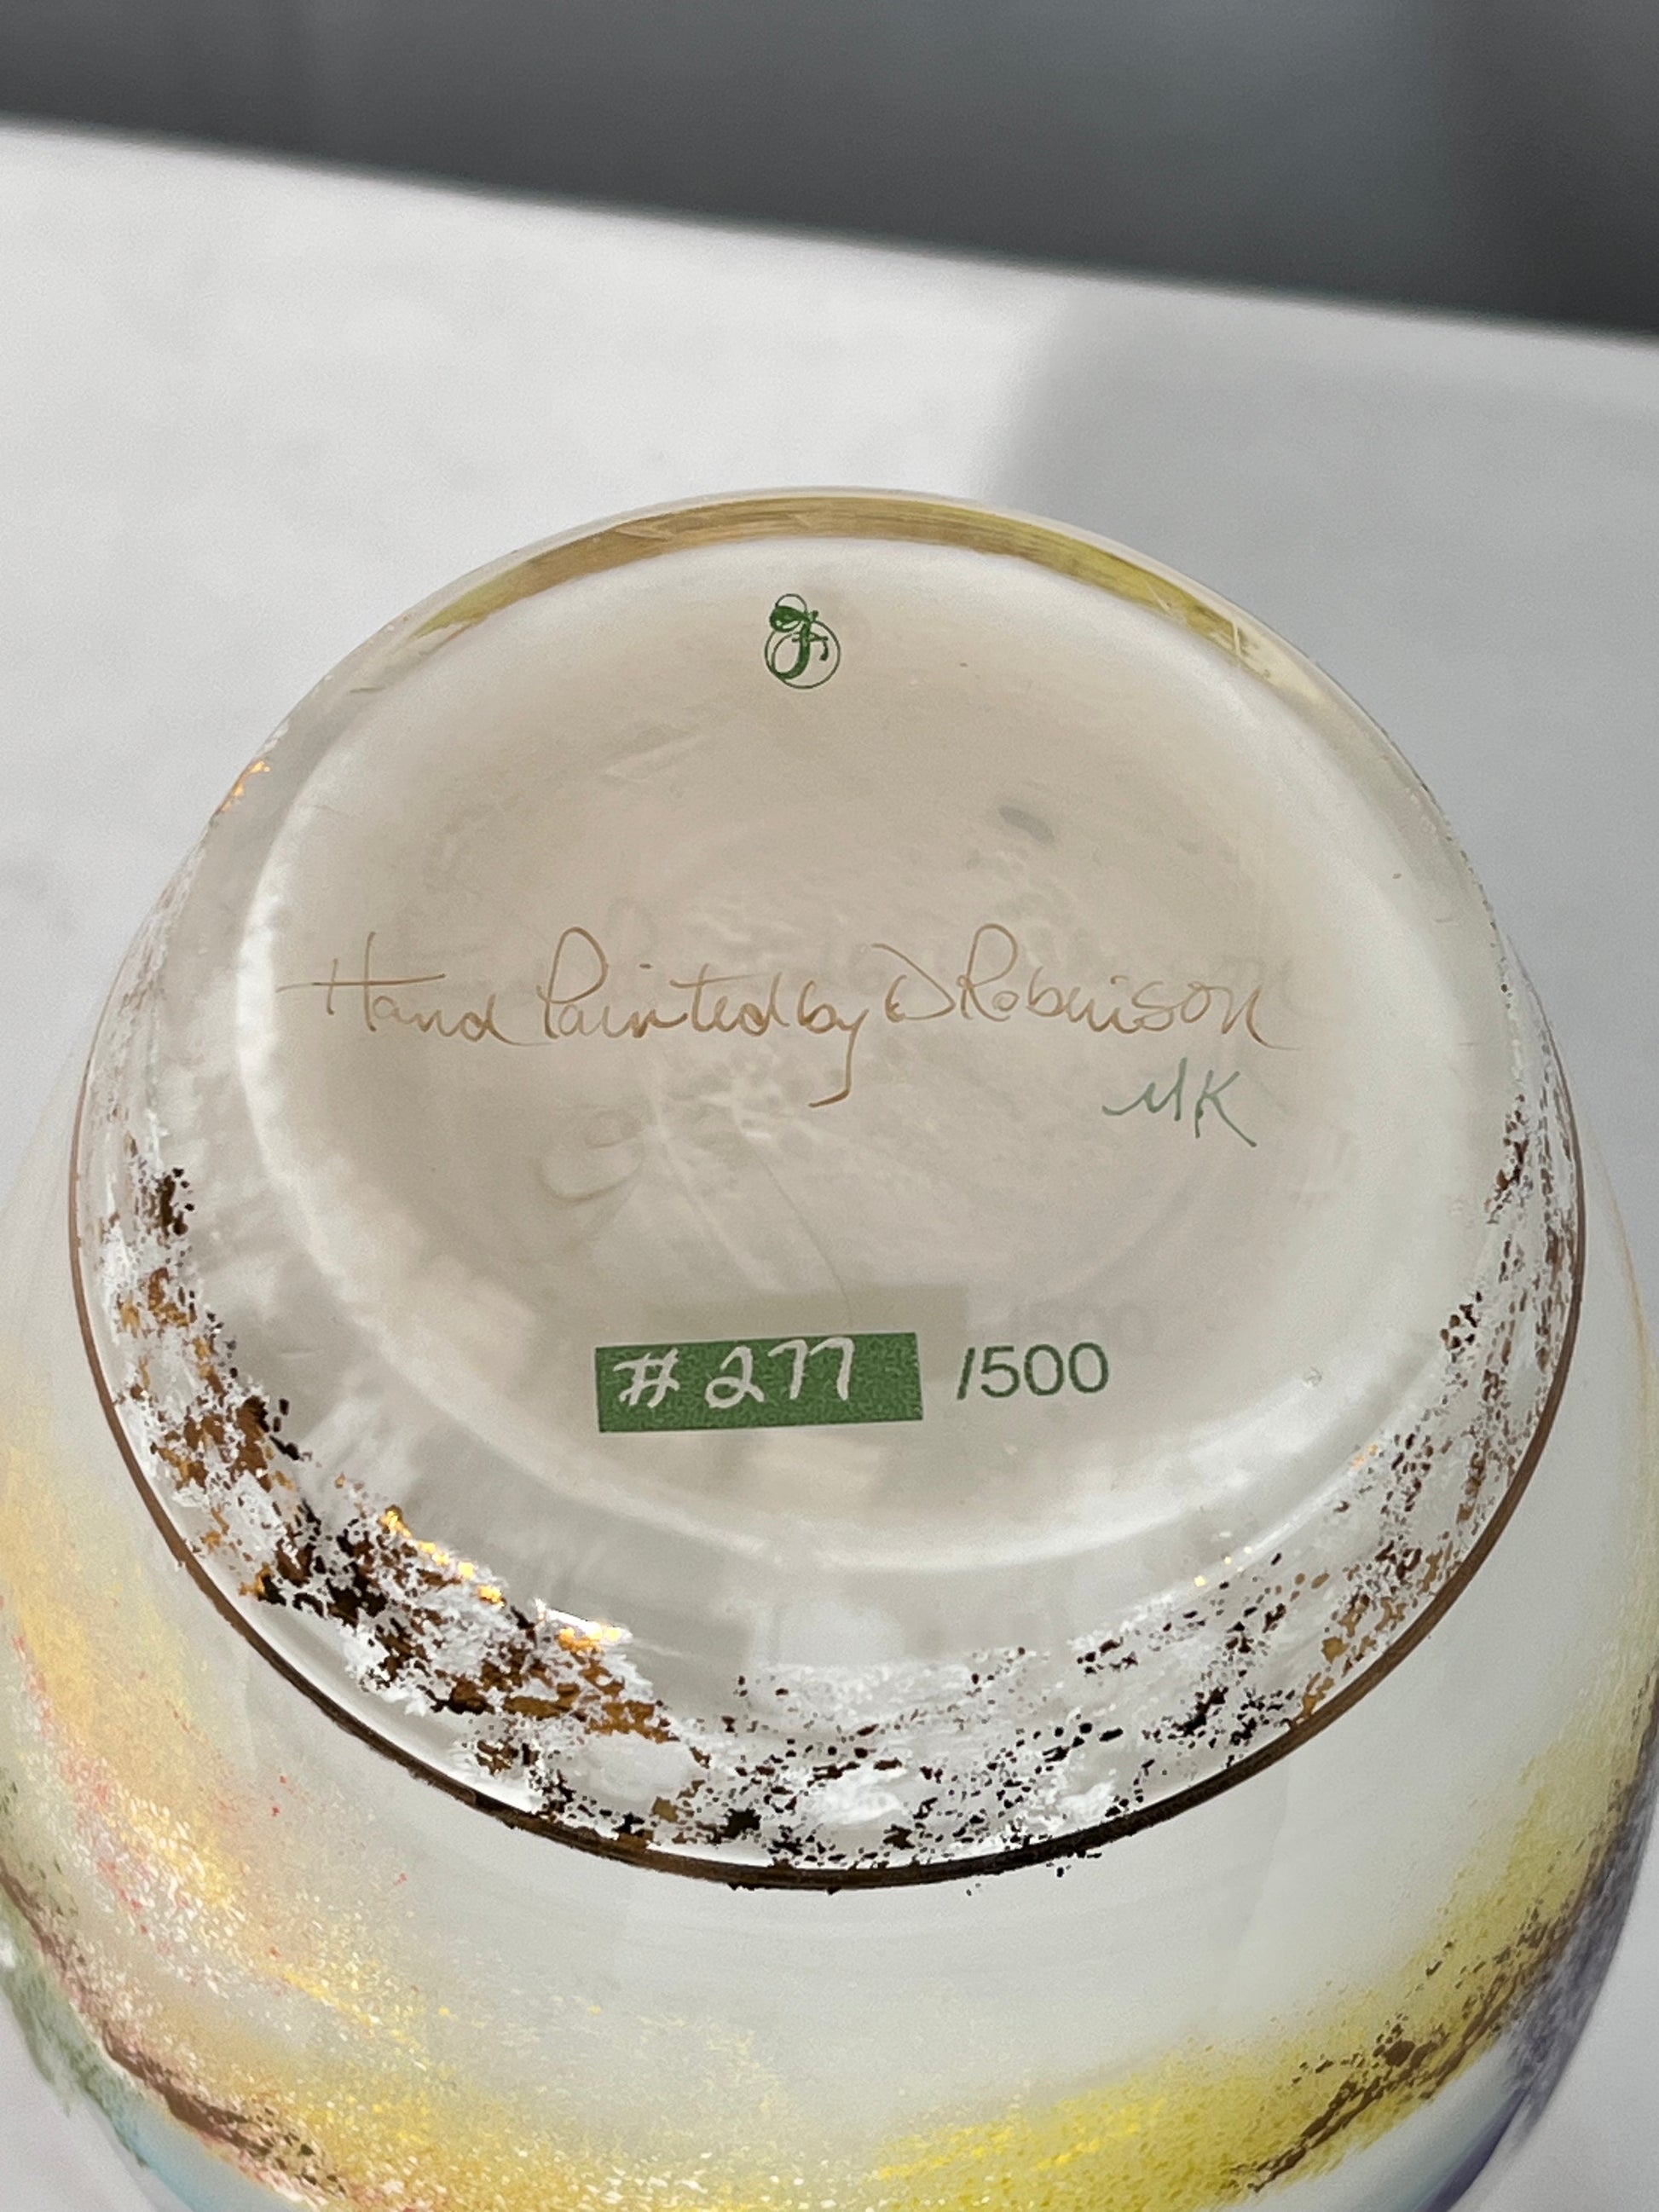 F
Hand Painted by D Robinson
MK
#277 /500